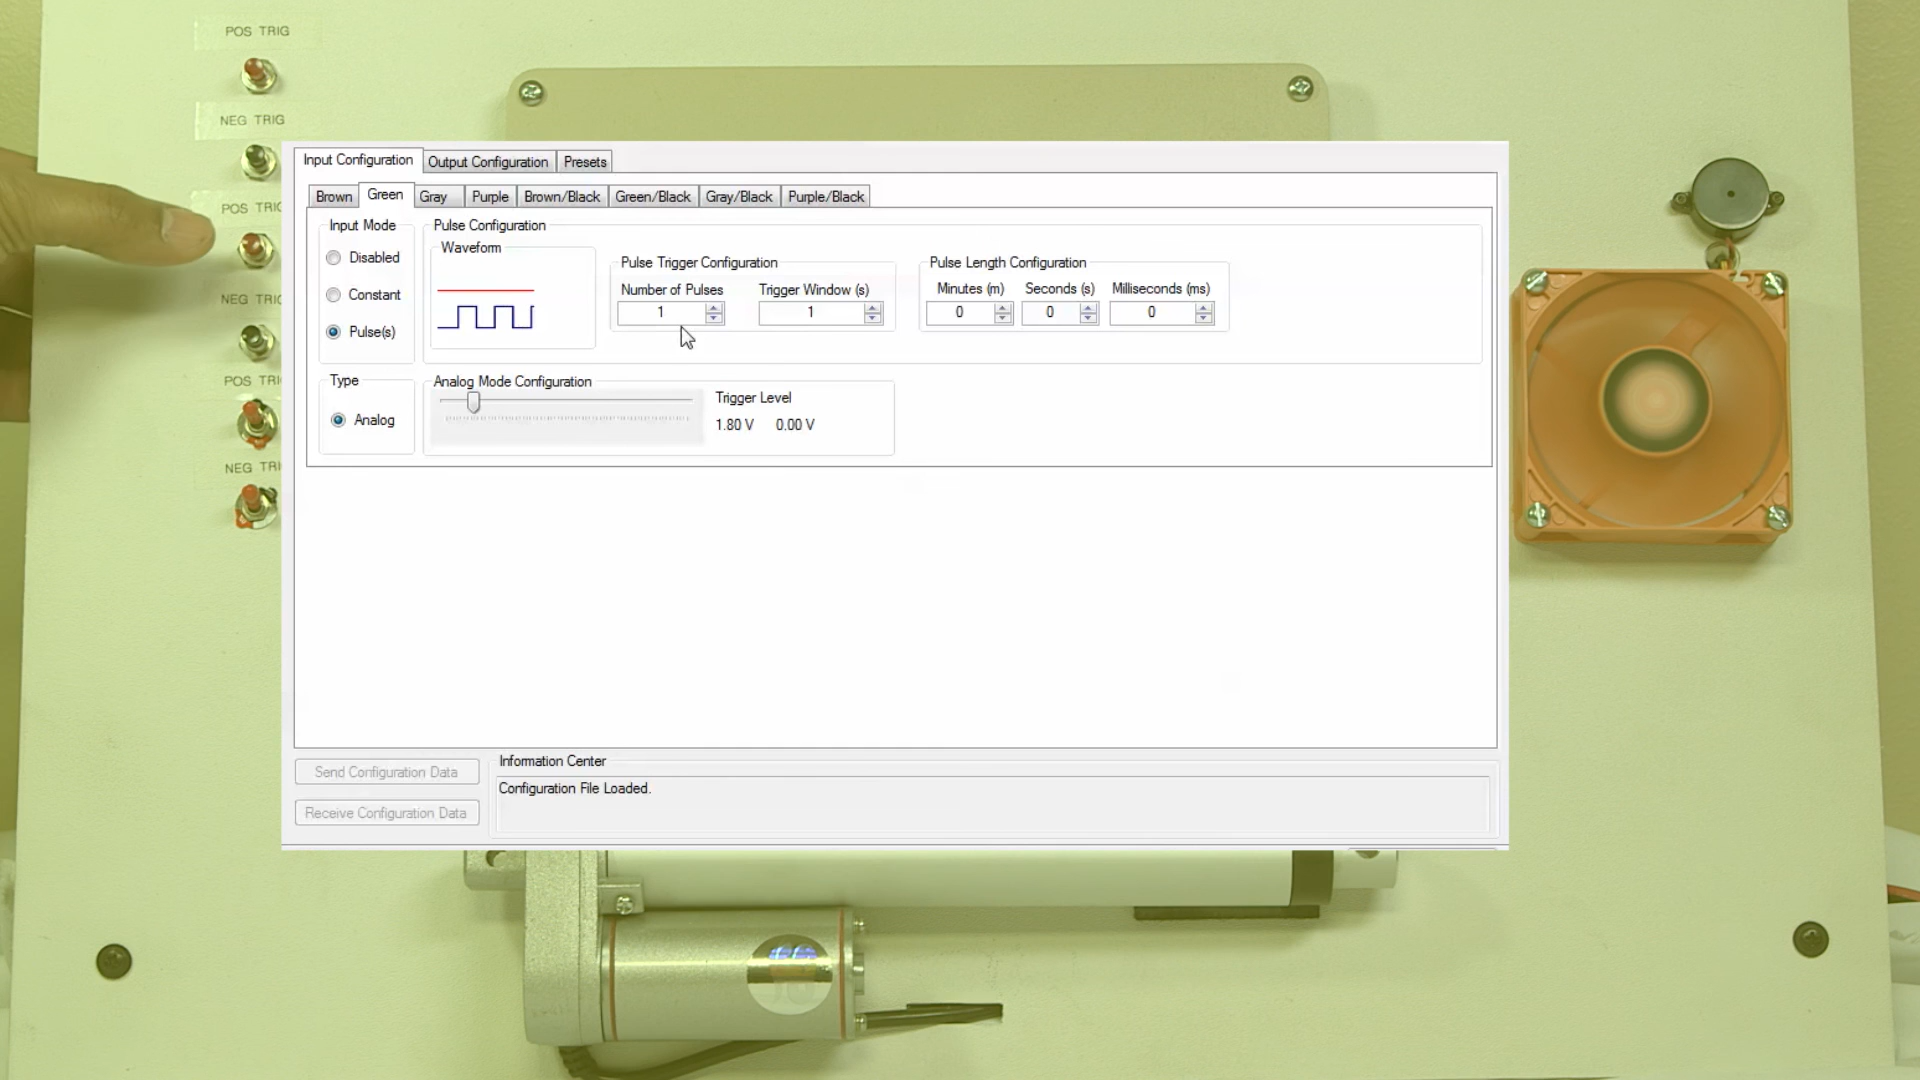 POS TRIG
NEG TRIG
POS TRIG
NEG TRIG
POS TRI
NEG TRI
Input Configuration Output Configuration Presets
Brown Green Gray Purple Brown/Black Green/Black Gray/Black Purple/Black
Input Mode
Disabled
Constant
Pulse(s)
Pulse Configuration
Waveform
Pulse Trigger Configuration
Number of Pulses Trigger Window (s)
1 1
Pulse Length Configuration
Minutes (m) Seconds (s) Milliseconds (ms)
0 0 0
Type
Analog
Analog Mode Configuration
Trigger Level
1.80 V 0.00 V
Send Configuration Data
Receive Configuration Data
Information Center
Configuration File Loaded.